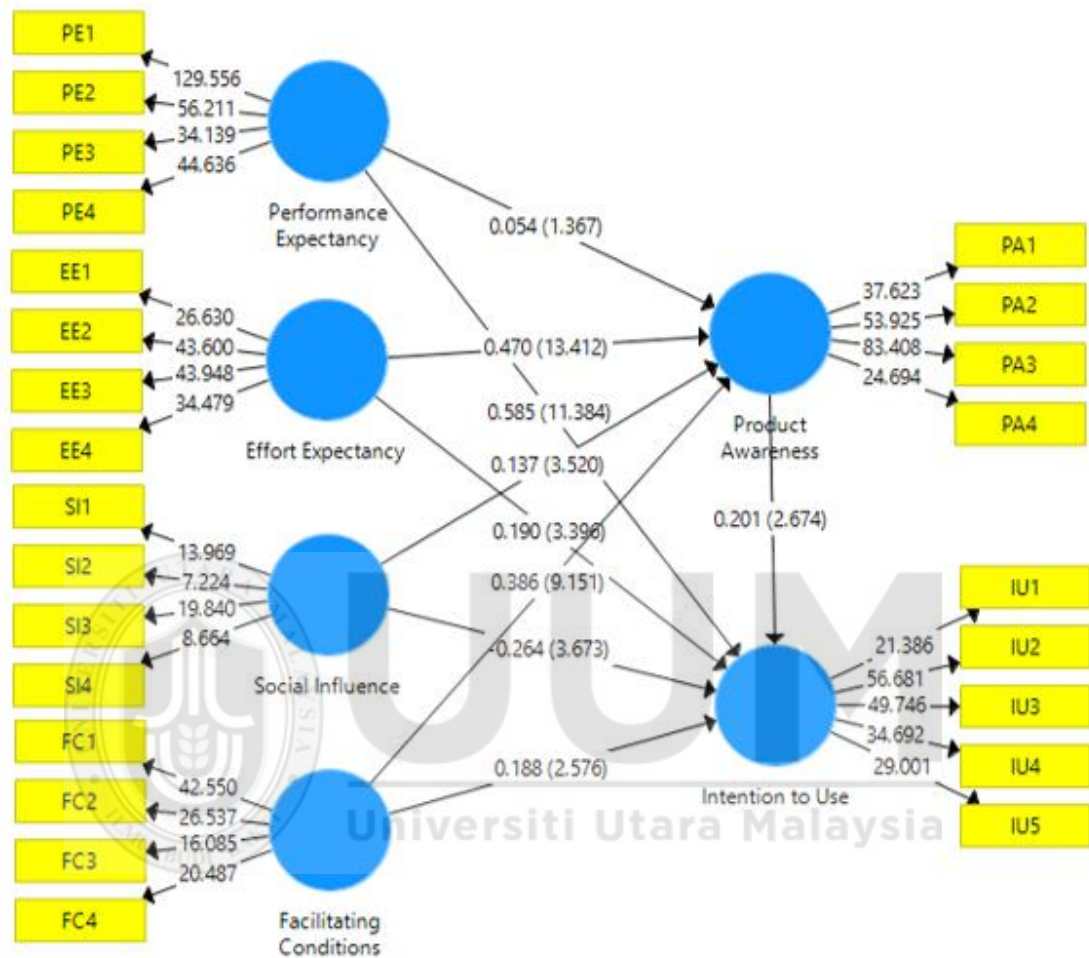 PE1
PE2
PE3
PE4
129.556
56.211
34.139
44.636
Performance
Expectancy
EE1
EE2
EE3
EE4
26.630
43.600
43.948
34.479
Effort Expectancy
SI1
SI2
SI3
SI4
13.969
7.224
19.840
8.664
Social Influence
FC1
FC2
FC3
FC4
42.550
26.537
16.085
20.487
Facilitating
Conditions
0.054 (1.367)
0.470 (13.412)
0.585 (11.384)
0.137 (3.520)
0.190 (3.396)
0.386 (9.151)
-0.264 (3.673)
0.188 (2.576)
0.201 (2.674)
Product
Awareness
37.623
53.925
83.408
24.694
PA1
PA2
PA3
PA4
Intention to Use
21.386
56.681
49.746
34.692
29.001
IU1
IU2
IU3
IU4
IU5
UUM
Universiti Utara Malaysia